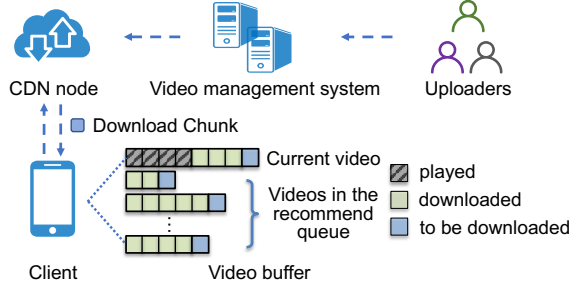 CDN node
Video management system
Uploaders
Download Chunk
Current video
Videos in the
recommend
queue
played
downloaded
to be downloaded
Client
Video buffer